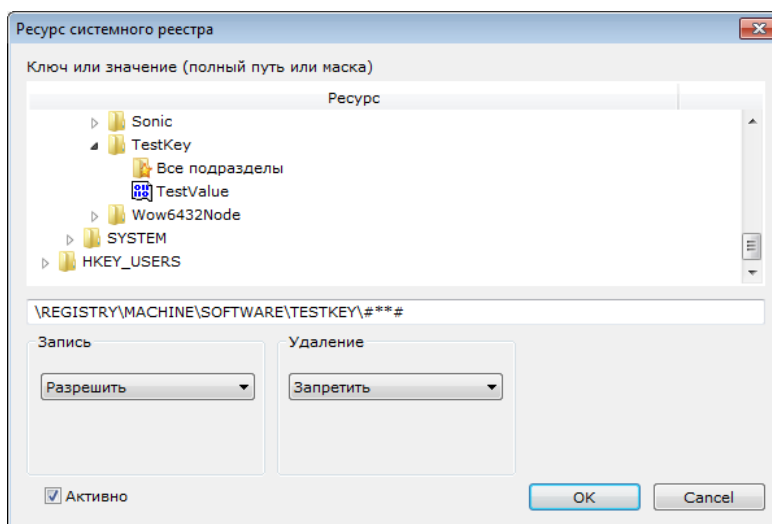 Ресурс системного реестра
Ключ или значение (полный путь или маска)
Ресурс
Sonic
TestKey
Все подразделы
TestValue
Wow6432Node
SYSTEM
HKEY_USERS
\REGISTRY\MACHINE\SOFTWARE\TESTKEY\#**#
Запись Удаление
Разрешить Запретить
Активно OK Cancel